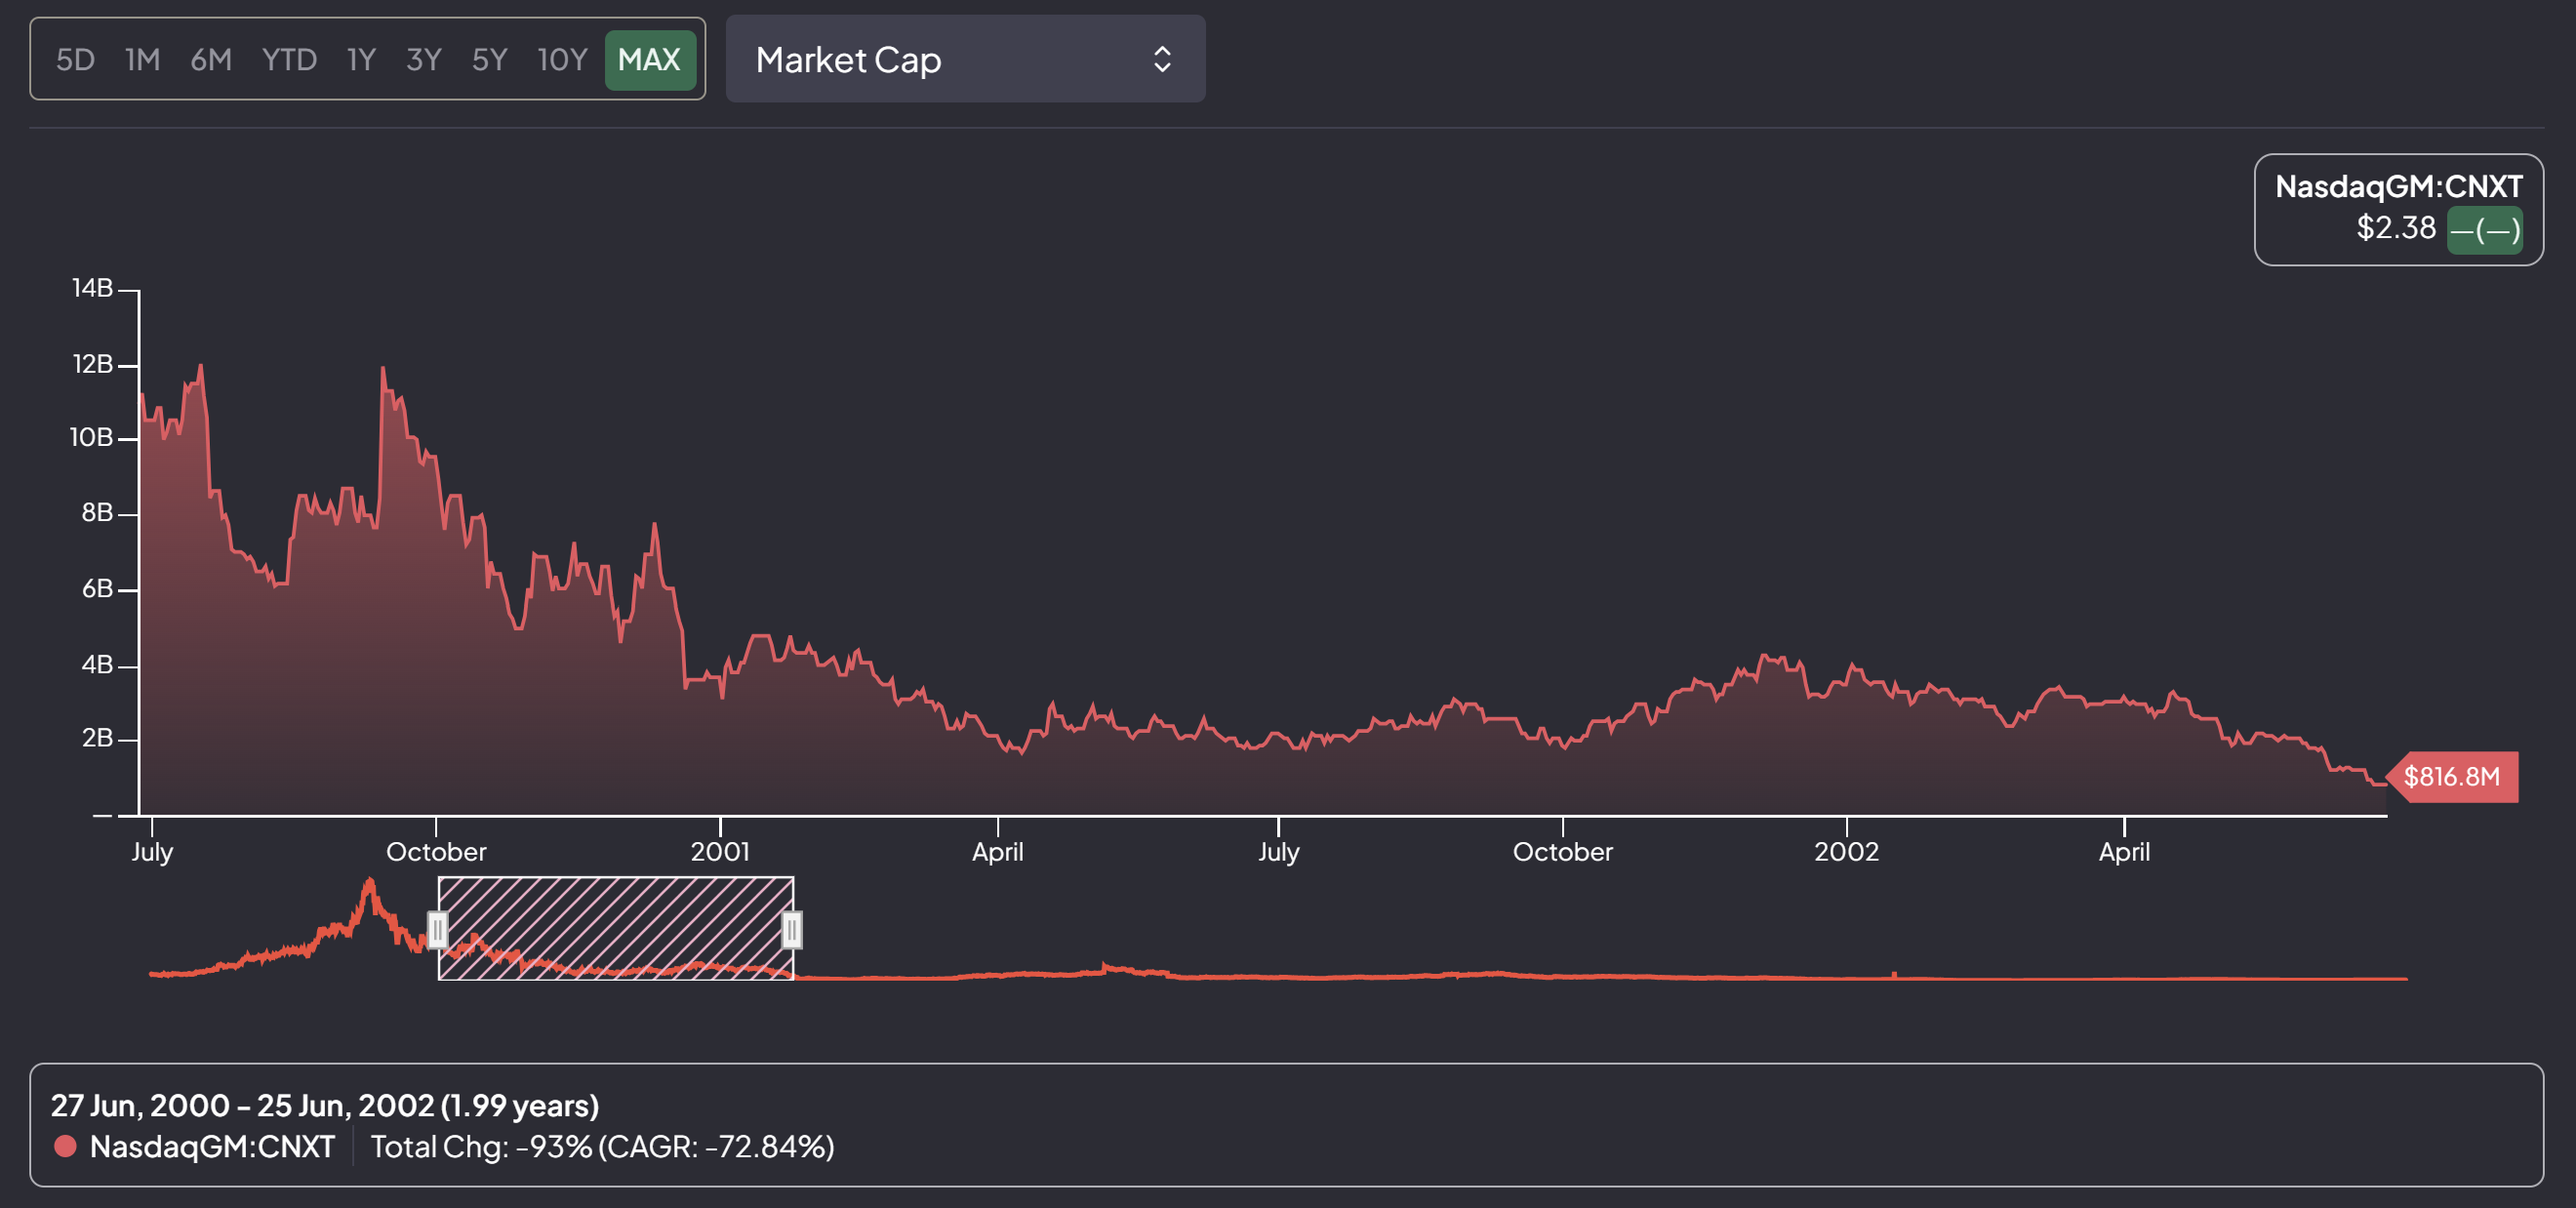 5D 1M 6M YTD 1Y 3Y 5Y 10Y MAX Market Cap
NasdaqGM:CNXT
$2.38 —(—)
14B
12B
10B
8B
6B
4B
2B
—
$816.8M
July October 2001 April July October 2002 April
27 Jun, 2000 - 25 Jun, 2002 (1.99 years)
NasdaqGM:CNXT Total Chg: -93% (CAGR: -72.84%)